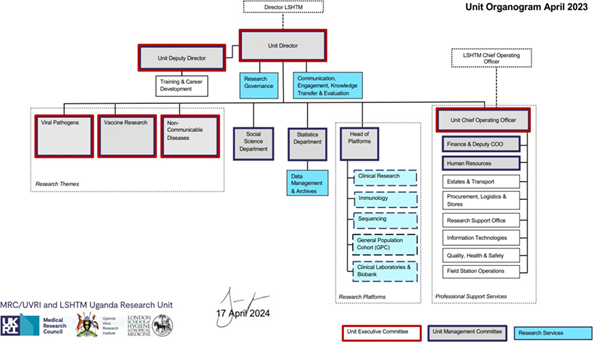 Director LSHTM
Unit Organogram April 2023
Unit Director
Unit Deputy Director
LSHTM Chief Operating
Officer
Training & Career
Development
Research
Governance
Communication,
Engagement, Knowledge
Transfer & Evaluation
Viral Pathogens
Vaccine Research
Non-
Communicable
Diseases
Research Themes
Social
Science
Department
Statistics
Department
Data
Management
& Archives
Head of
Platforms
Clinical Research
Immunology
Sequencing
General Population
Cohort (GPC)
Clinical Laboratories &
Biobank
Research Platforms
Unit Chief Operating Officer
Finance & Deputy COO
Human Resources
Estates & Transport
Procurement, Logistics &
Stores
Research Support Office
Information Technologies
Quality, Health & Safety
Field Station Operations
Professional Support Services
MRC/UVRI and LSHTM Uganda Research Unit
UKRI
Medical
Research
Council
Uganda
Virus
Research
Institute
LONDON
SCHOOL of
HYGIENE
& TROPICAL
MEDICINE
17 April 2024
Unit Executive Committee
Unit Management Committee
Research Services